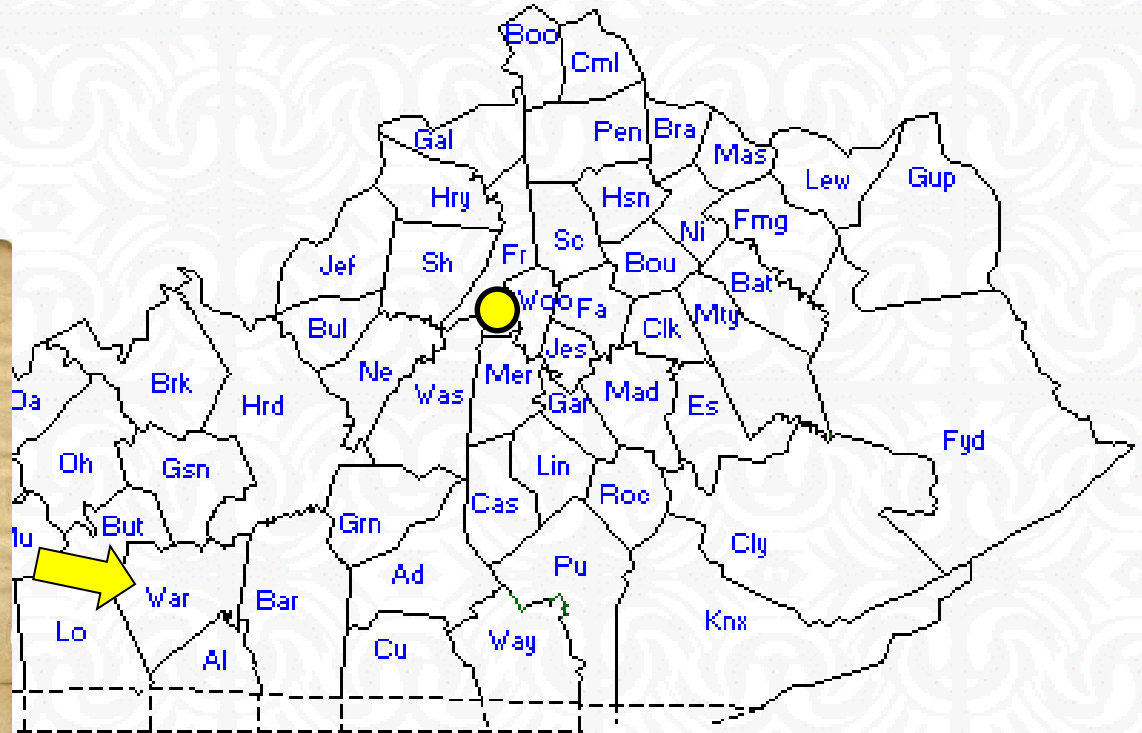 Boo
Cml
Gal
Pen
Bra
Mas
Lew
Gup
Hry
Hsn
Ni
Fmg
Jef
Sh
Fr
Sc
Bou
Bat
Bul
Woo
Fa
Clk
Mty
Jes
Ne
Mer
Was
Gar
Mad
Es
Brk
Hrd
Da
Oh
Gsn
Lin
Roc
Fyd
Cas
Mu
But
Grn
Cly
War
Bar
Ad
Pu
Lo
Al
Cu
Way
Knx